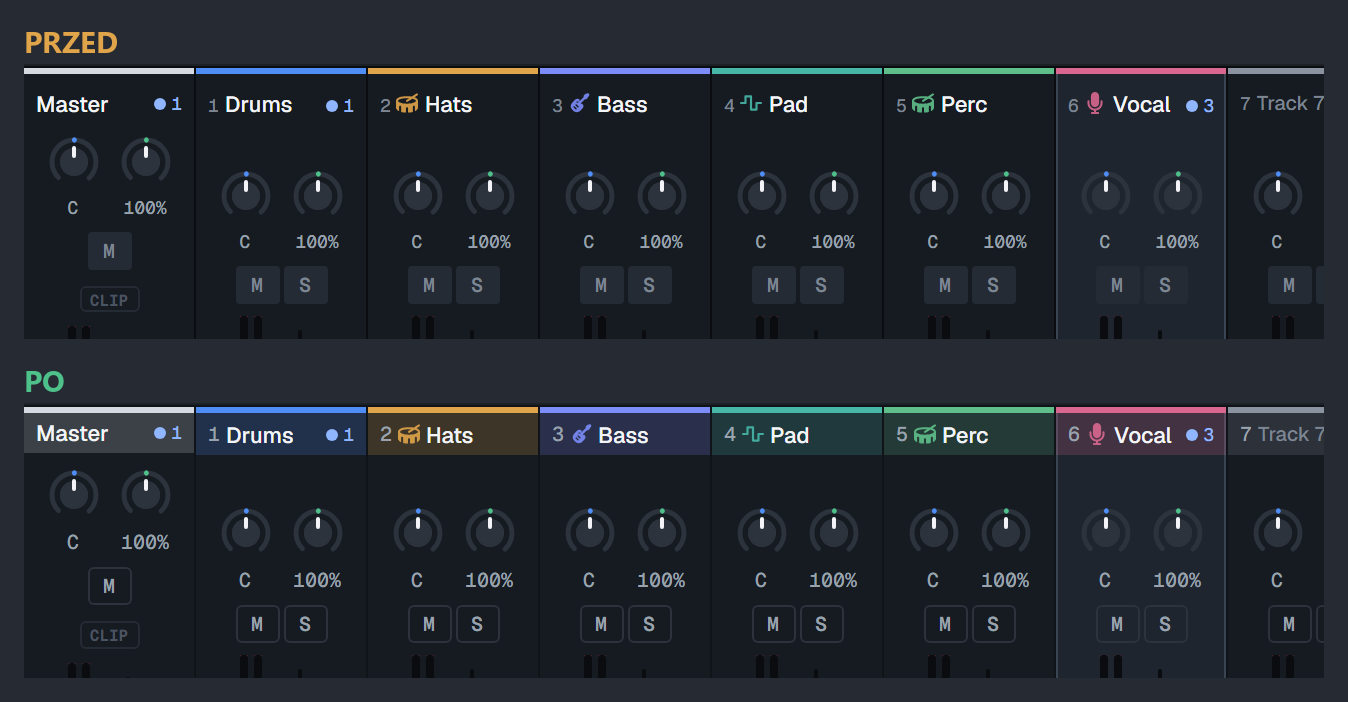 PRZED
Master 1 1 Drums 1 2 Hats 3 Bass 4 Pad 5 Perc 6 Vocal 3 7 Track 7
C 100% C 100% C 100% C 100% C 100% C 100% C 100% C
M M S M S M S M S M S M S M
CLIP
PO
Master 1 1 Drums 1 2 Hats 3 Bass 4 Pad 5 Perc 6 Vocal 3 7 Track 7
C 100% C 100% C 100% C 100% C 100% C 100% C 100% C
M M S M S M S M S M S M S M
CLIP